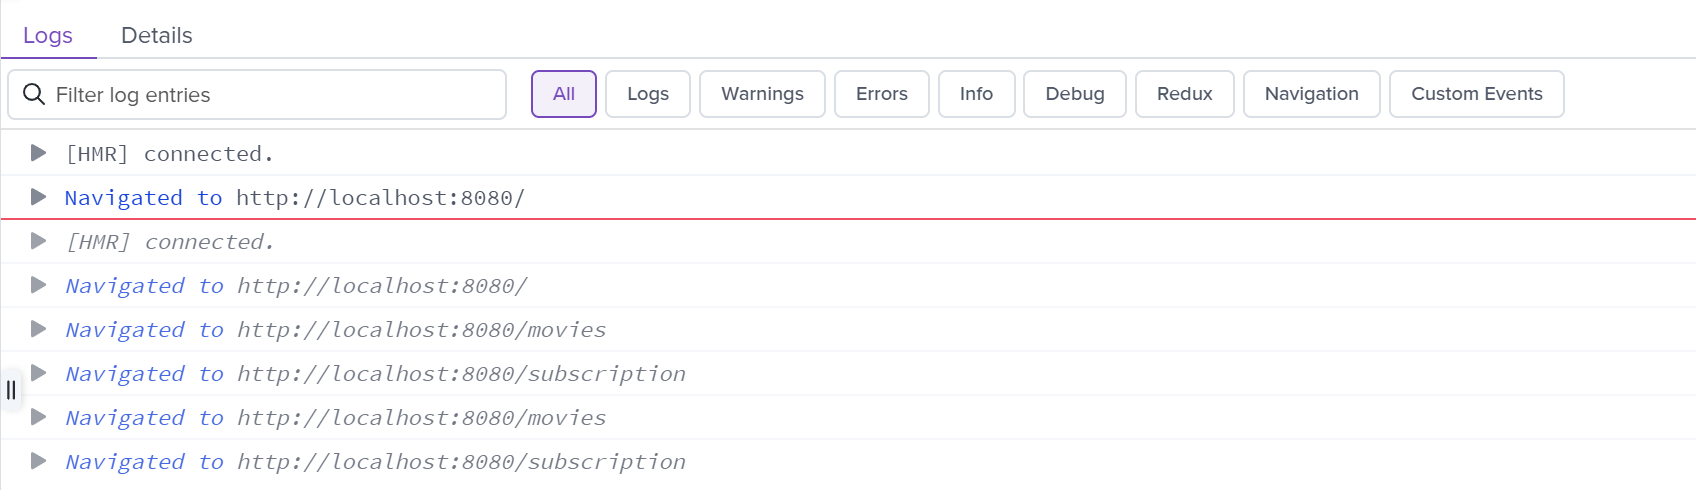 Logs Details
Filter log entries All Logs Warnings Errors Info Debug Redux Navigation Custom Events
[HMR] connected.
Navigated to http://localhost:8080/
[HMR] connected.
Navigated to http://localhost:8080/
Navigated to http://localhost:8080/movies
Navigated to http://localhost:8080/subscription
Navigated to http://localhost:8080/movies
Navigated to http://localhost:8080/subscription